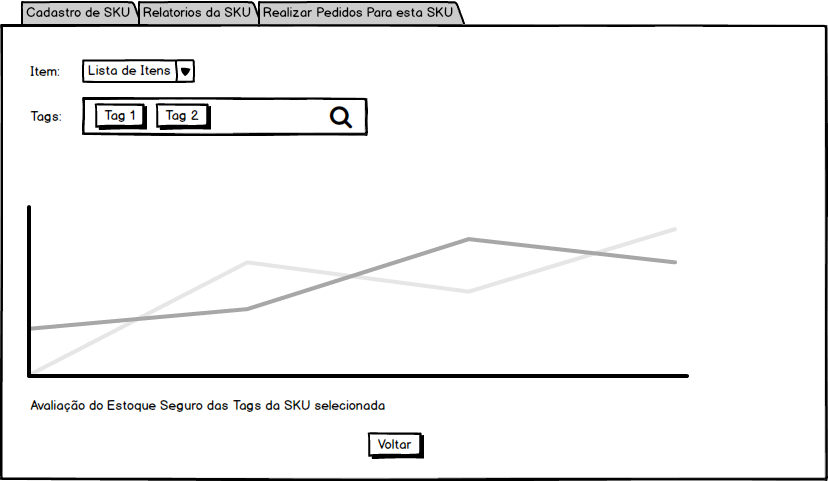 Cadastro de SKU Relatorios da SKU Realizar Pedidos Para esta SKU
Item: Lista de Itens
Tags: Tag 1 Tag 2
Avaliação do Estoque Seguro das Tags da SKU selecionada
Voltar